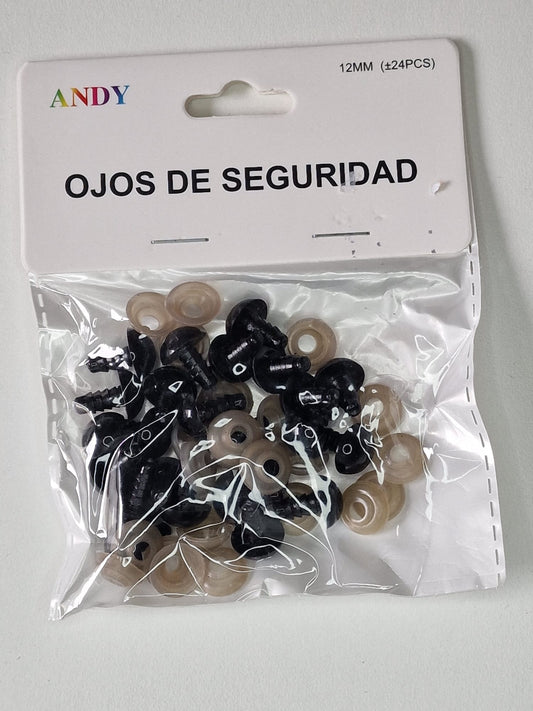 ANDY
12MM (±24PCS)
OJOS DE SEGURIDAD